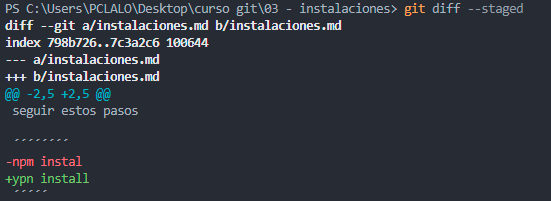 PS C:\Users\PCLALO\Desktop\curso git\03 - instalaciones> git diff --staged
diff --git a/instalaciones.md b/instalaciones.md
index 798b726..7c3a2c6 100644
--- a/instalaciones.md
+++ b/instalaciones.md
@@ -2,5 +2,5 @@
 seguir estos pasos

 ´´´´´´´´
-npm instal
+ypn install
 ´´´´´